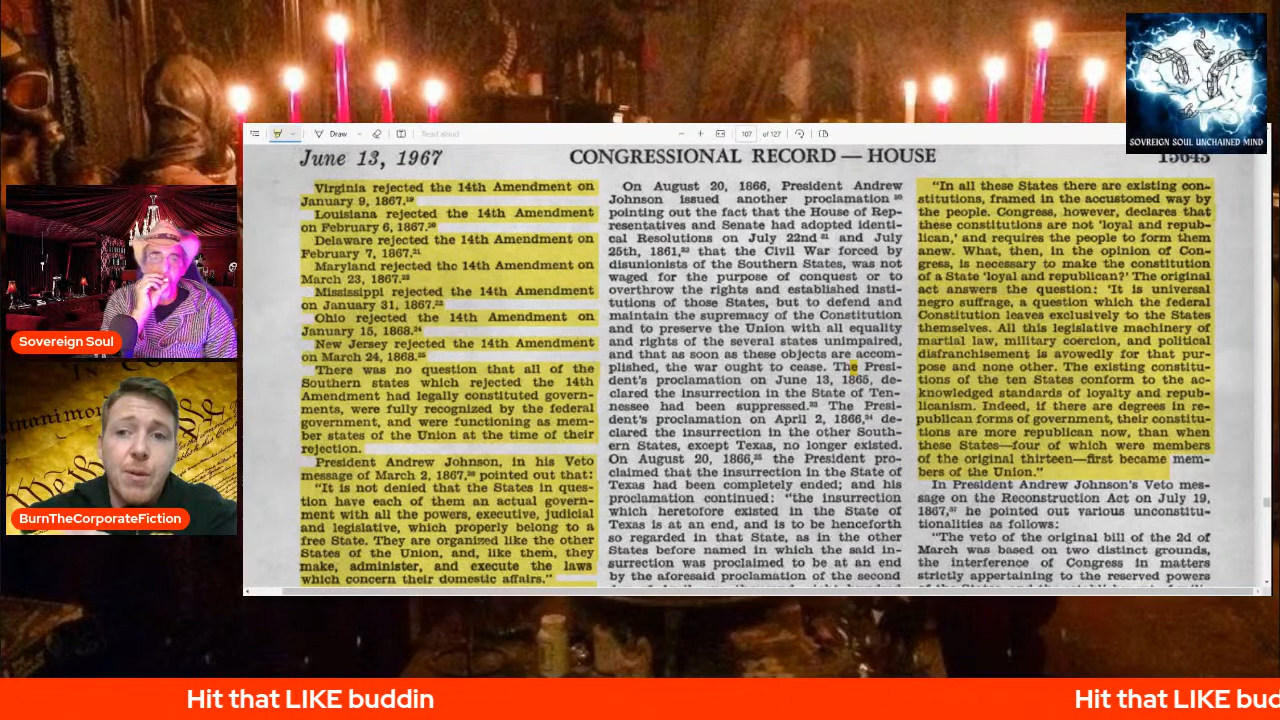 SOVREIGN SOUL UNCHAINED MIND
Draw
Read aloud
107 of 127
June 13, 1967
CONGRESSIONAL RECORD — HOUSE
15643
Virginia rejected the 14th Amendment on
January 9, 1867.¹⁹
Louisiana rejected the 14th Amendment
on February 6, 1867.²⁰
Delaware rejected the 14th Amendment on
February 7, 1867.²¹
Maryland rejected the 14th Amendment on
March 23, 1867.²²
Mississippi rejected the 14th Amendment
on January 31, 1867.²³
Ohio rejected the 14th Amendment on
January 15, 1868.²⁴
New Jersey rejected the 14th Amendment
on March 24, 1868.²⁵
There was no question that all of the
Southern states which rejected the 14th
Amendment had legally constituted govern-
ments, were fully recognized by the federal
government, and were functioning as mem-
ber states of the Union at the time of their
rejection.
President Andrew Johnson, in his Veto
message of March 2, 1867,²⁶ pointed out that:
"It is not denied that the States in ques-
tion have each of them an actual govern-
ment with all the powers, executive, judicial
and legislative, which properly belong to a
free State. They are organized like the other
States of the Union, and, like them, they
make, administer, and execute the laws
which concern their domestic affairs."
On August 20, 1866, President Andrew
Johnson issued another proclamation ³⁰
pointing out the fact that the House of Rep-
resentatives and Senate had adopted identi-
cal Resolutions on July 22nd ³¹ and July
25th, 1861,³² that the Civil War forced by
disunionists of the Southern States, was not
waged for the purpose of conquest or to
overthrow the rights and established insti-
tutions of those States, but to defend and
maintain the supremacy of the Constitution
and to preserve the Union with all equality
and rights of the several states unimpaired,
and that as soon as these objects are accom-
plished, the war ought to cease. The Presi-
dent's proclamation on June 13, 1865, de-
clared the insurrection in the State of Ten-
nessee had been suppressed.³³ The Presi-
dent's proclamation on April 2, 1866,³⁴ de-
clared the insurrection in the other South-
ern States, except Texas, no longer existed.
On August 20, 1866,³⁵ the President pro-
claimed that the insurrection in the State of
Texas had been completely ended; and his
proclamation continued: "the insurrection
which heretofore existed in the State of
Texas is at an end, and is to be henceforth
so regarded in that State, as in the other
States before named in which the said in-
surrection was proclaimed to be at an end
by the aforesaid proclamation of the second
"In all these States there are existing con-
stitutions, framed in the accustomed way by
the people. Congress, however, declares that
these constitutions are not 'loyal and repub-
lican,' and requires the people to form them
anew. What, then, in the opinion of Con-
gress, is necessary to make the constitution
of a State 'loyal and republican?' The original
act answers the question: 'It is universal
negro suffrage, a question which the federal
Constitution leaves exclusively to the States
themselves. All this legislative machinery of
martial law, military coercion, and political
disfranchisement is avowedly for that pur-
pose and none other. The existing constitu-
tions of the ten States conform to the ac-
knowledged standards of loyalty and repub-
licanism. Indeed, if there are degrees in re-
publican forms of government, their constitu-
tions are more republican now, than when
these States—four of which were members
of the original thirteen—first became mem-
bers of the Union."
In President Andrew Johnson's Veto mes-
sage on the Reconstruction Act on July 19,
1867,³⁷ he pointed out various unconstitu-
tionalities as follows:
"The veto of the original bill of the 2d of
March was based on two distinct grounds,
the interference of Congress in matters
strictly appertaining to the reserved powers
Sovereign Soul
BurnTheCorporateFiction
Hit that LIKE buddin
Hit that LIKE bud